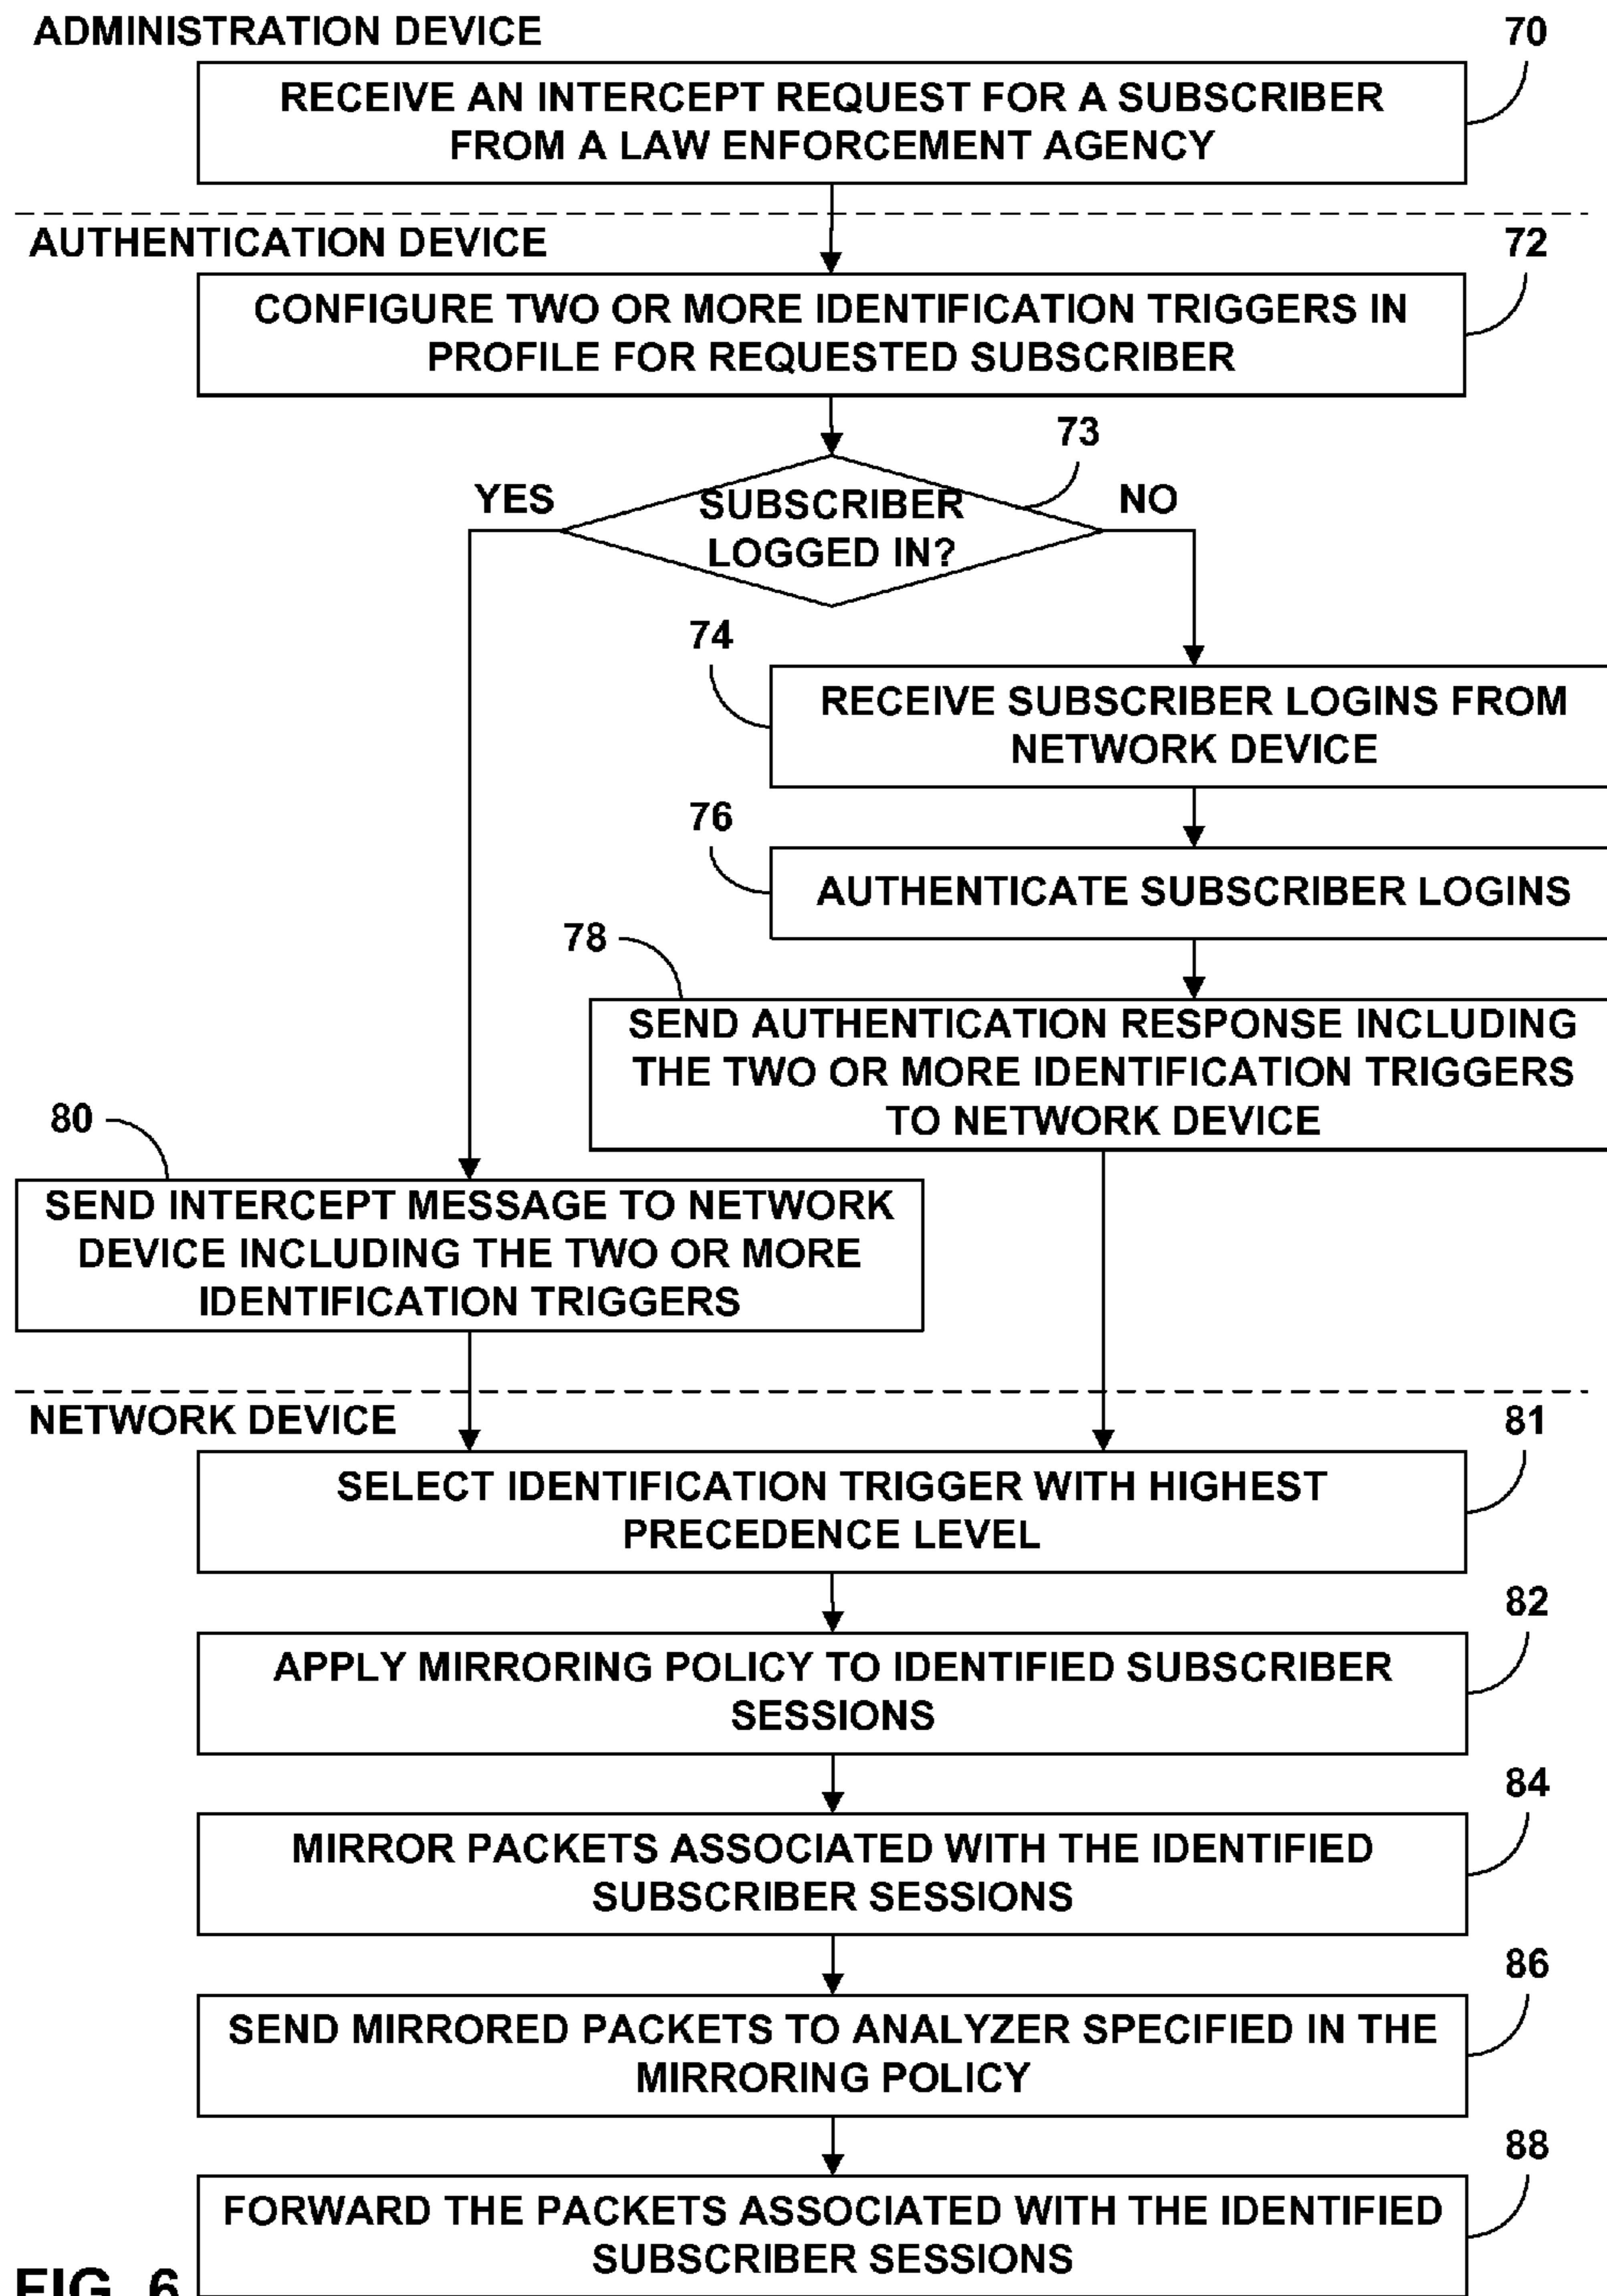 ADMINISTRATION DEVICE
70
RECEIVE AN INTERCEPT REQUEST FOR A SUBSCRIBER
FROM A LAW ENFORCEMENT AGENCY
AUTHENTICATION DEVICE
72
CONFIGURE TWO OR MORE IDENTIFICATION TRIGGERS IN
PROFILE FOR REQUESTED SUBSCRIBER
73
YES
NO
SUBSCRIBER
LOGGED IN?
74
RECEIVE SUBSCRIBER LOGINS FROM
NETWORK DEVICE
76
AUTHENTICATE SUBSCRIBER LOGINS
78
SEND AUTHENTICATION RESPONSE INCLUDING
THE TWO OR MORE IDENTIFICATION TRIGGERS
TO NETWORK DEVICE
80
SEND INTERCEPT MESSAGE TO NETWORK
DEVICE INCLUDING THE TWO OR MORE
IDENTIFICATION TRIGGERS
NETWORK DEVICE
81
SELECT IDENTIFICATION TRIGGER WITH HIGHEST
PRECEDENCE LEVEL
82
APPLY MIRRORING POLICY TO IDENTIFIED SUBSCRIBER
SESSIONS
84
MIRROR PACKETS ASSOCIATED WITH THE IDENTIFIED
SUBSCRIBER SESSIONS
86
SEND MIRRORED PACKETS TO ANALYZER SPECIFIED IN THE
MIRRORING POLICY
88
FORWARD THE PACKETS ASSOCIATED WITH THE IDENTIFIED
SUBSCRIBER SESSIONS
FIG. 6